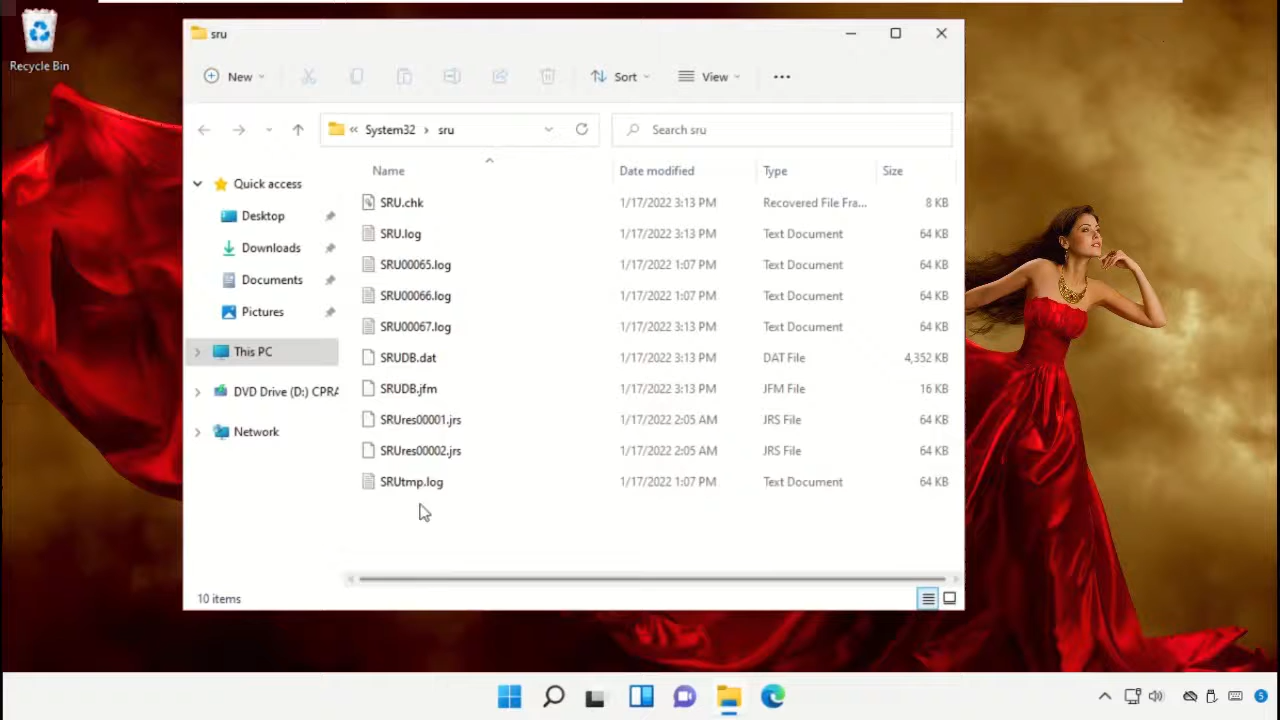 Recycle Bin
sru
New
Sort
View
System32
sru
Search sru
Name
Date modified
Type
Size
Quick access
Desktop
Downloads
Documents
Pictures
This PC
DVD Drive (D:) CPRA
Network
SRU.chk 1/17/2022 3:13 PM Recovered File Fra... 8 KB
SRU.log 1/17/2022 3:13 PM Text Document 64 KB
SRU00065.log 1/17/2022 1:07 PM Text Document 64 KB
SRU00066.log 1/17/2022 1:07 PM Text Document 64 KB
SRU00067.log 1/17/2022 1:07 PM Text Document 64 KB
SRUDB.dat 1/17/2022 3:13 PM DAT File 4,352 KB
SRUDB.jfm 1/17/2022 3:13 PM JFM File 16 KB
SRUres00001.jrs 1/17/2022 2:05 AM JRS File 64 KB
SRUres00002.jrs 1/17/2022 2:05 AM JRS File 64 KB
SRUtmp.log 1/17/2022 1:07 PM Text Document 64 KB
10 items
5